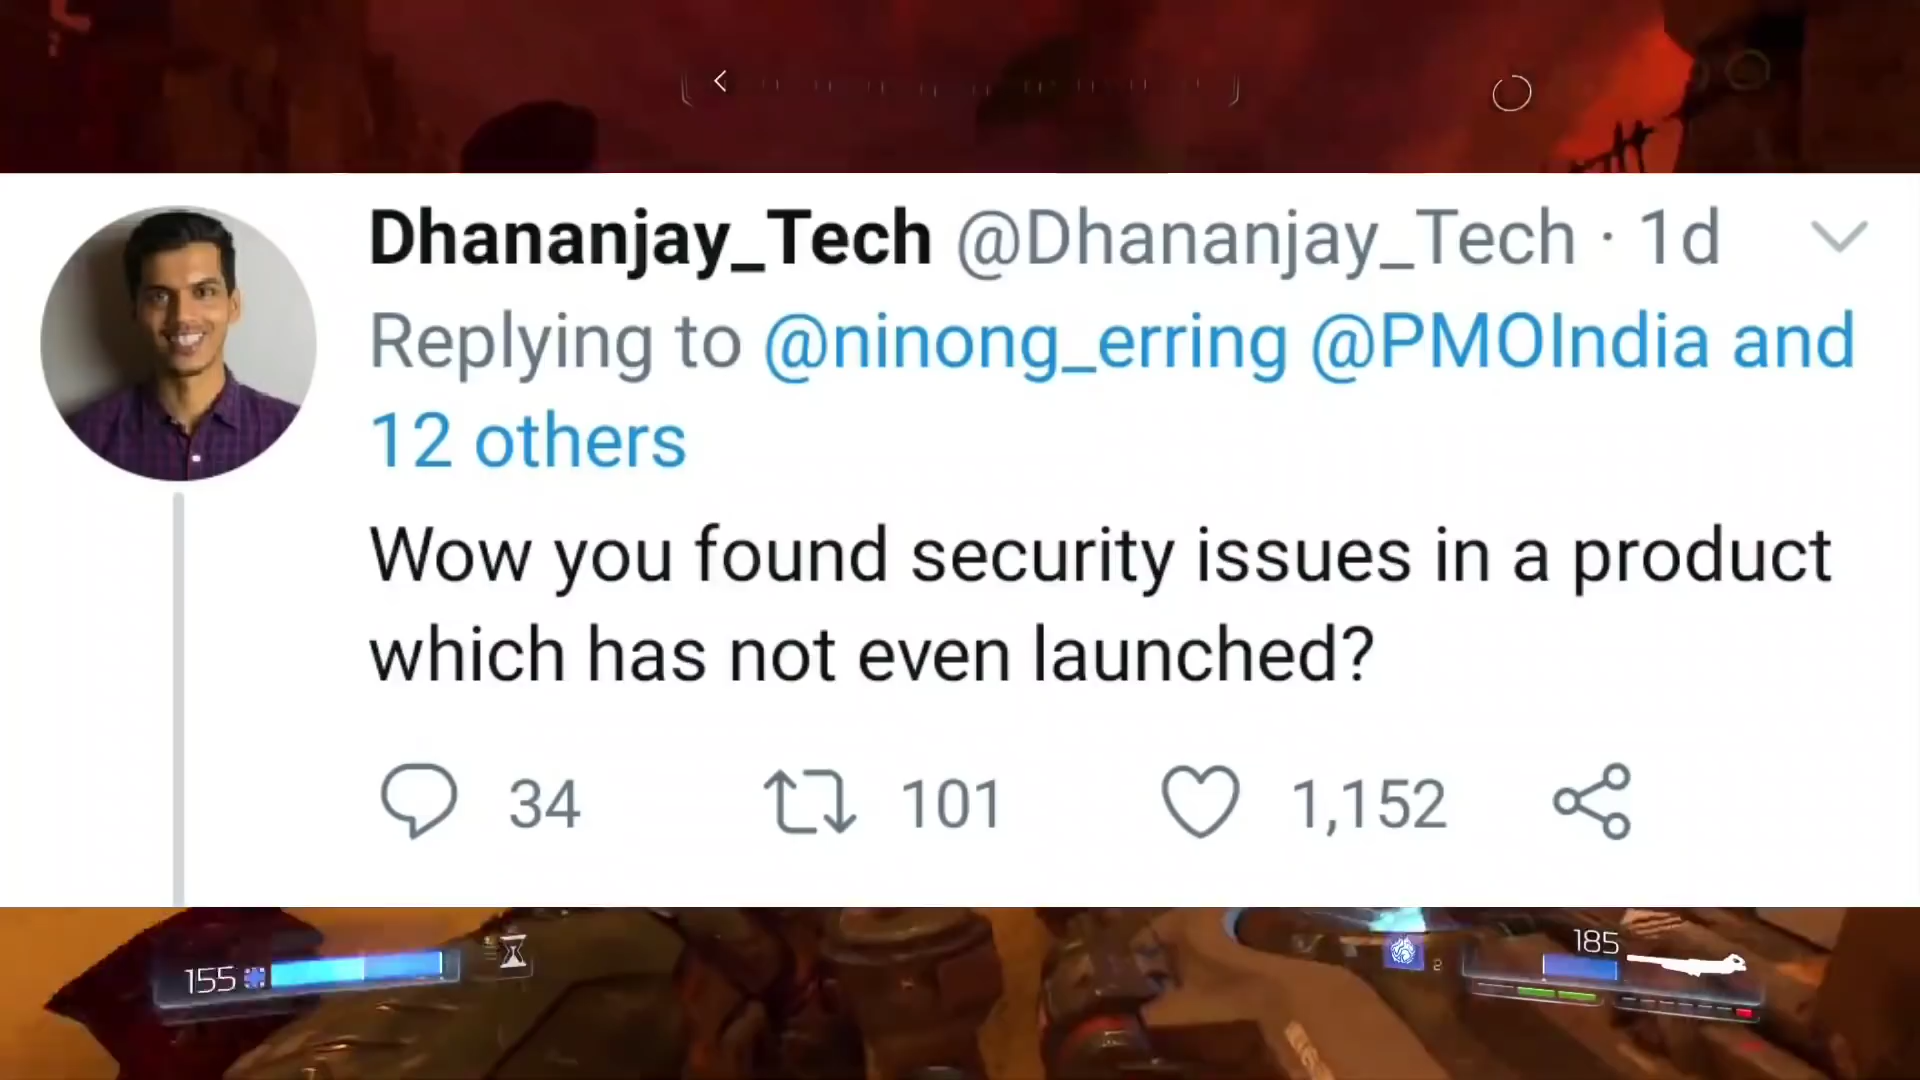 Dhananjay_Tech @Dhananjay_Tech · 1d
Replying to @ninong_erring @PMOIndia and
12 others
Wow you found security issues in a product
which has not even launched?
34 101 1,152
155
2
185